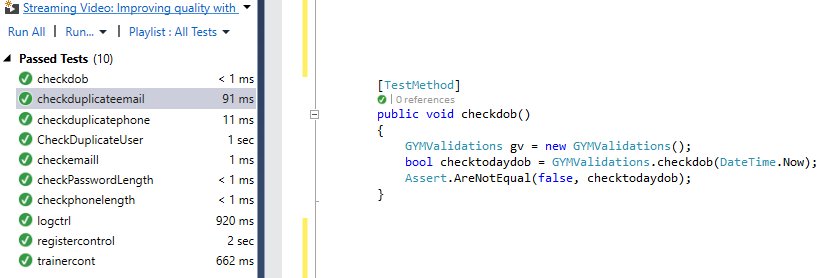 Streaming Video: Improving quality with
Run All | Run... | Playlist : All Tests
Passed Tests (10)
checkdob < 1 ms
checkduplicateemail 91 ms
checkduplicatephone 11 ms
CheckDuplicateUser 1 sec
checkemaill 1 ms
checkPasswordLength < 1 ms
checkphonelength < 1 ms
logctrl 920 ms
registercontrol 2 sec
trainercont 662 ms
[TestMethod]
| 0 references
public void checkdob()
{
GYMValidations gv = new GYMValidations();
bool checktodaydob = GYMValidations.checkdob(DateTime.Now);
Assert.AreNotEqual(false, checktodaydob);
}